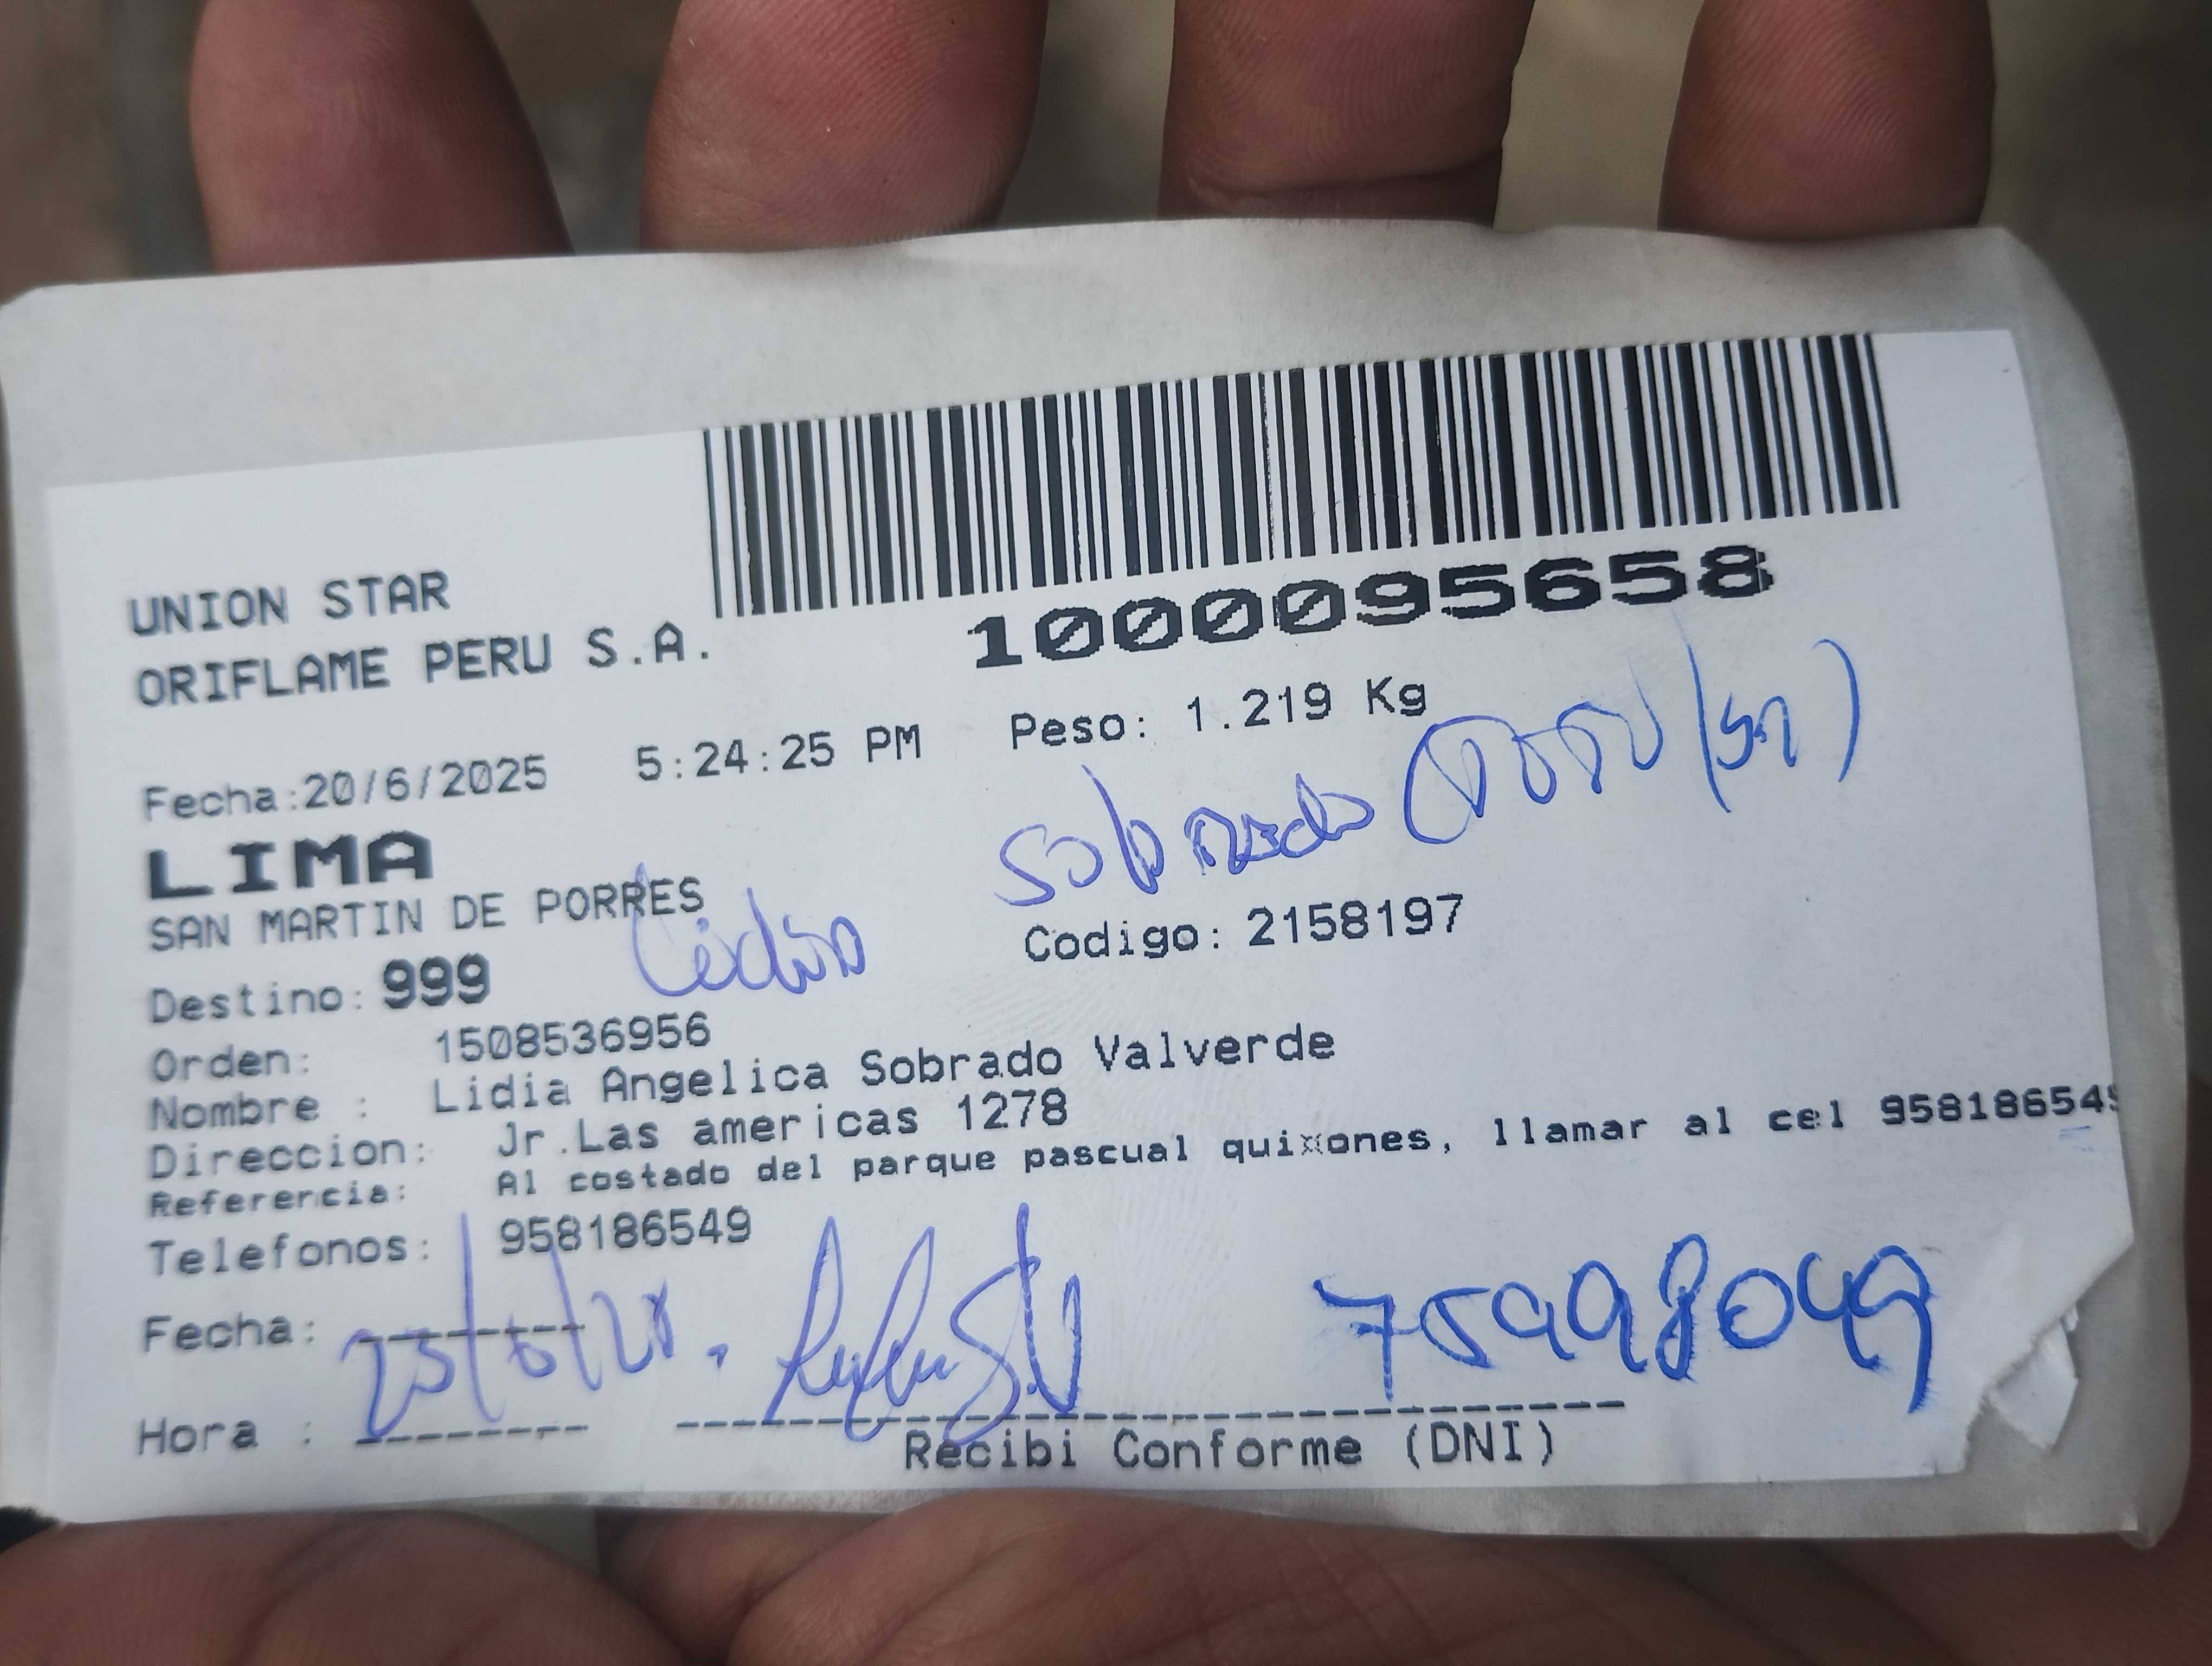 UNION STAR
ORIFLAME PERU S.A.
1000095658
Fecha:20/6/2025 5:24:25 PM Peso: 1.219 Kg
LIMA
sobrado
SAN MARTIN DE PORRES
Codigo: 2158197
Destino: 999
Orden: 1508536956
Nombre : Lidia Angelica Sobrado Valverde
Direccion: Jr.Las americas 1278
Referencia: Al costado del parque pascual quixones, llamar al cel 958186549
Telefonos: 958186549
Fecha:
75998049
Hora :
Recibi Conforme (DNI)